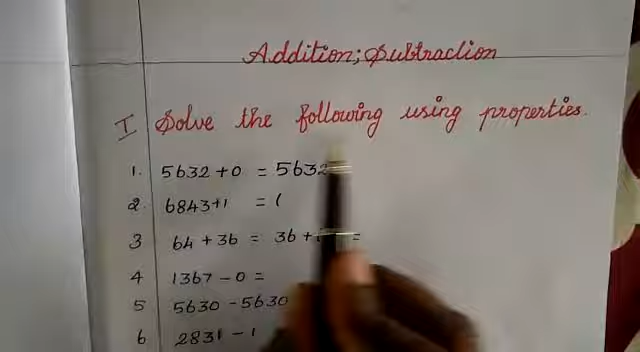 Addition; Subtraction
I Solve the following using properties.
1. 5632 + 0 = 5632
2. 6843+1 = (
3 64 + 36 = 36 + =
4 1367 - 0 =
5 5630 - 5630
6 2831 - 1